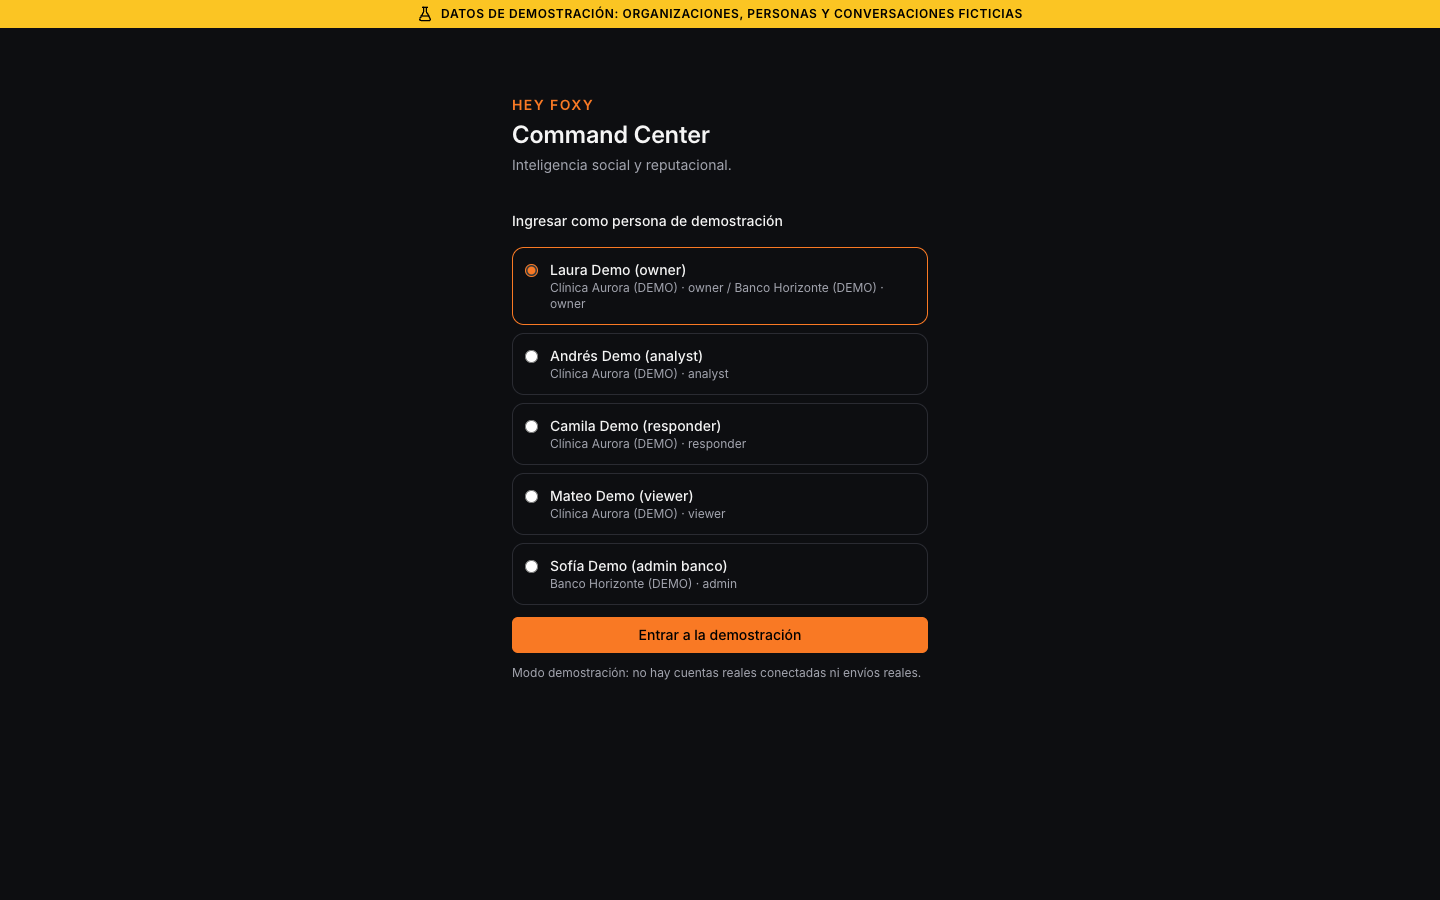 DATOS DE DEMOSTRACIÓN: ORGANIZACIONES, PERSONAS Y CONVERSACIONES FICTICIAS
HEY FOXY
Command Center
Inteligencia social y reputacional.
Ingresar como persona de demostración
Laura Demo (owner)
Clínica Aurora (DEMO) · owner / Banco Horizonte (DEMO) ·
owner
Andrés Demo (analyst)
Clínica Aurora (DEMO) · analyst
Camila Demo (responder)
Clínica Aurora (DEMO) · responder
Mateo Demo (viewer)
Clínica Aurora (DEMO) · viewer
Sofía Demo (admin banco)
Banco Horizonte (DEMO) · admin
Entrar a la demostración
Modo demostración: no hay cuentas reales conectadas ni envíos reales.